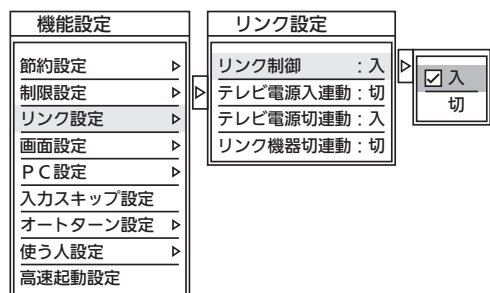 機能設定
節約設定
制限設定
リンク設定
画面設定
ＰＣ設定
入力スキップ設定
オートターン設定
使う人設定
高速起動設定
リンク設定
リンク制御　：入
テレビ電源入連動：切
テレビ電源切連動：入
リンク機器切連動：切
入
切